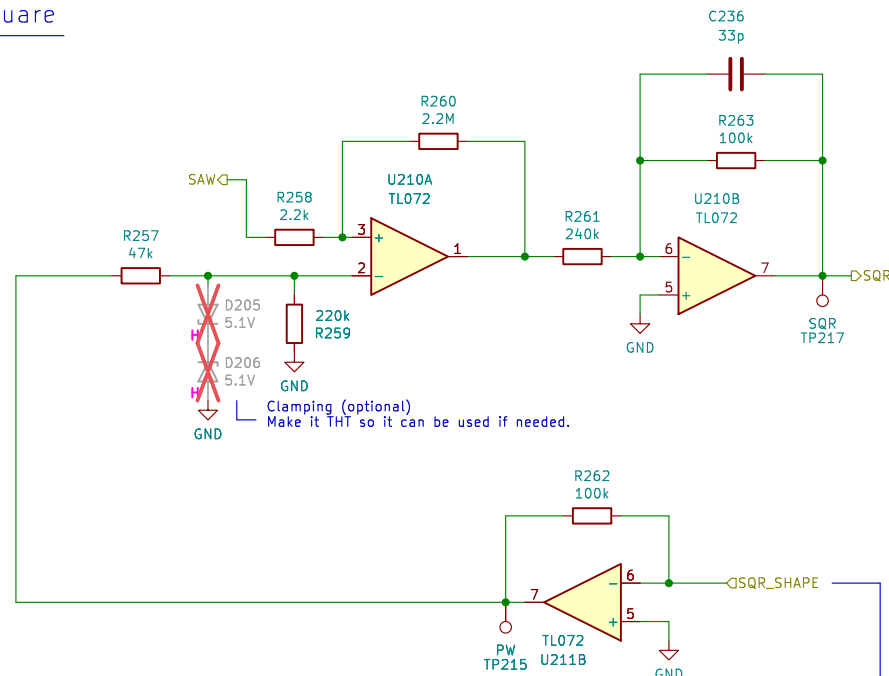 uare
C236
33p
R260
2.2M
R263
100k
SAW
U210A
TL072
R258
2.2k
3
+
1
2
−
R261
240k
U210B
TL072
6
−
7
5
+
SQR
SQR
TP217
GND
R257
47k
D205
5.1V
H
D206
5.1V
H
GND
220k
R259
GND
Clamping (optional)
Make it THT so it can be used if needed.
R262
100k
7
6
−
5
+
SQR_SHAPE
PW
TP215
TL072
U211B
GND